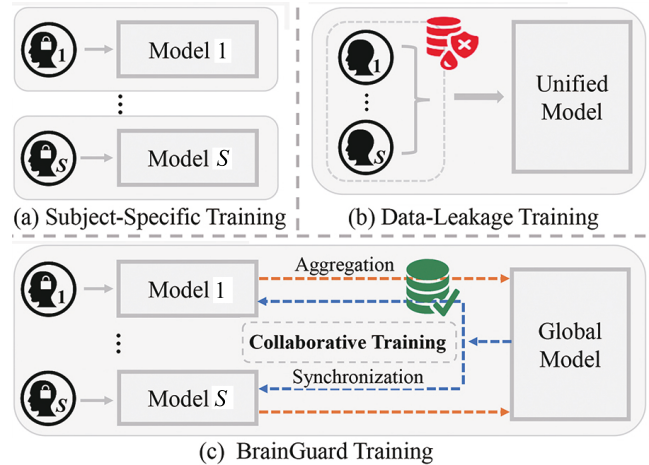 1
Model 1
S
Model S
(a) Subject-Specific Training
1
S
Unified
Model
(b) Data-Leakage Training
1
Model 1
Aggregation
Collaborative Training
Synchronization
S
Model S
Global
Model
(c) BrainGuard Training